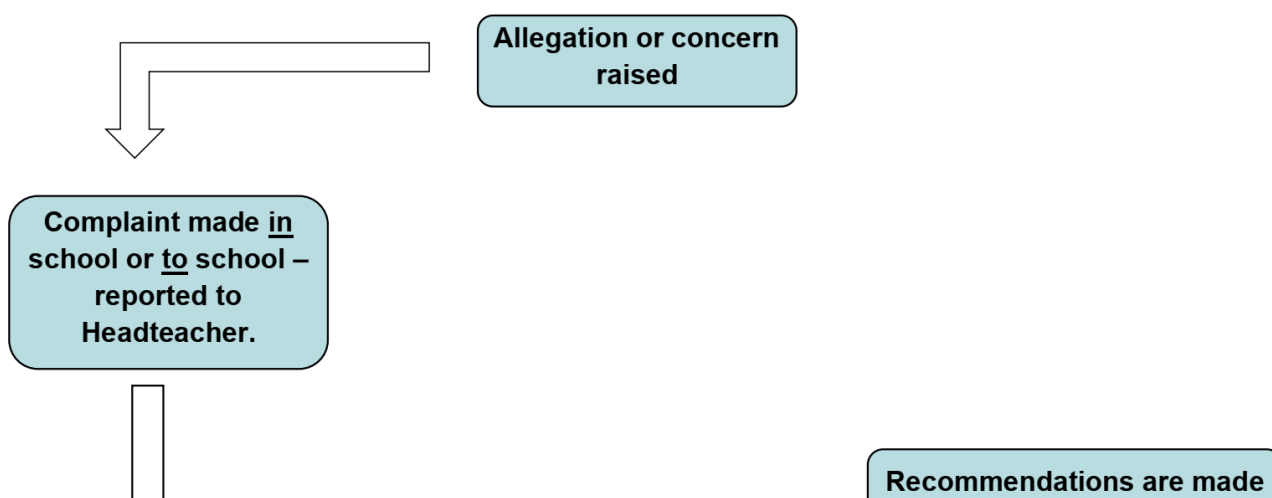 Allegation or concern
raised
Complaint made in
school or to school –
reported to
Headteacher.
Recommendations are made